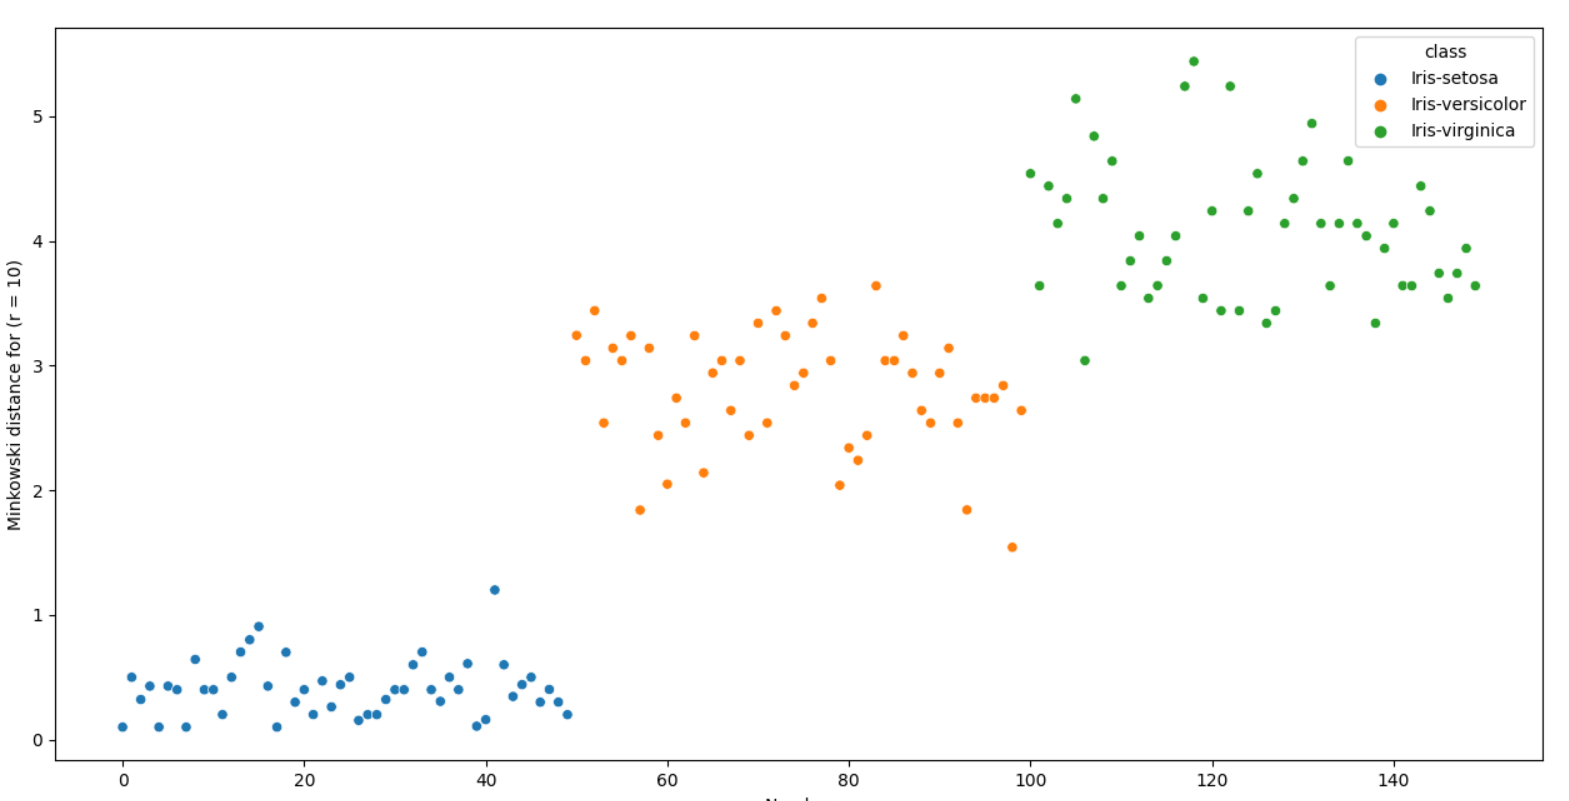 Minkowski distance for (r = 10)
5
4
3
2
1
0
0 20 40 60 80 100 120 140
class
Iris-setosa
Iris-versicolor
Iris-virginica